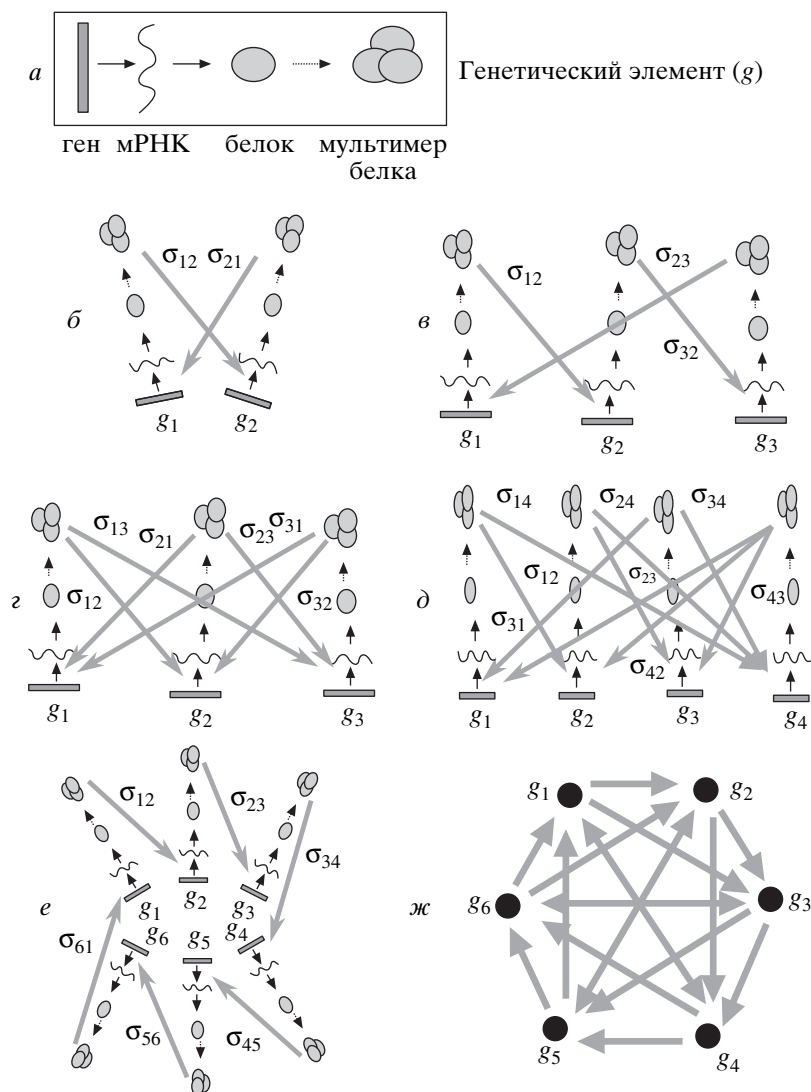 а
Генетический элемент (g)
ген мРНК белок мультимер
белка
б
σ12 σ21
g1 g2
в
σ12 σ23
σ32
g1 g2 g3
г
σ13 σ21 σ23 σ31
σ12 σ32
g1 g2 g3
д
σ14 σ24 σ34
σ12 σ23 σ43
σ31
σ42
g1 g2 g3 g4
е
σ12 σ23
σ34
g1 g2 g3
g6 g5 g4
σ61
σ56 σ45
ж
g1 g2
g6 g3
g5 g4